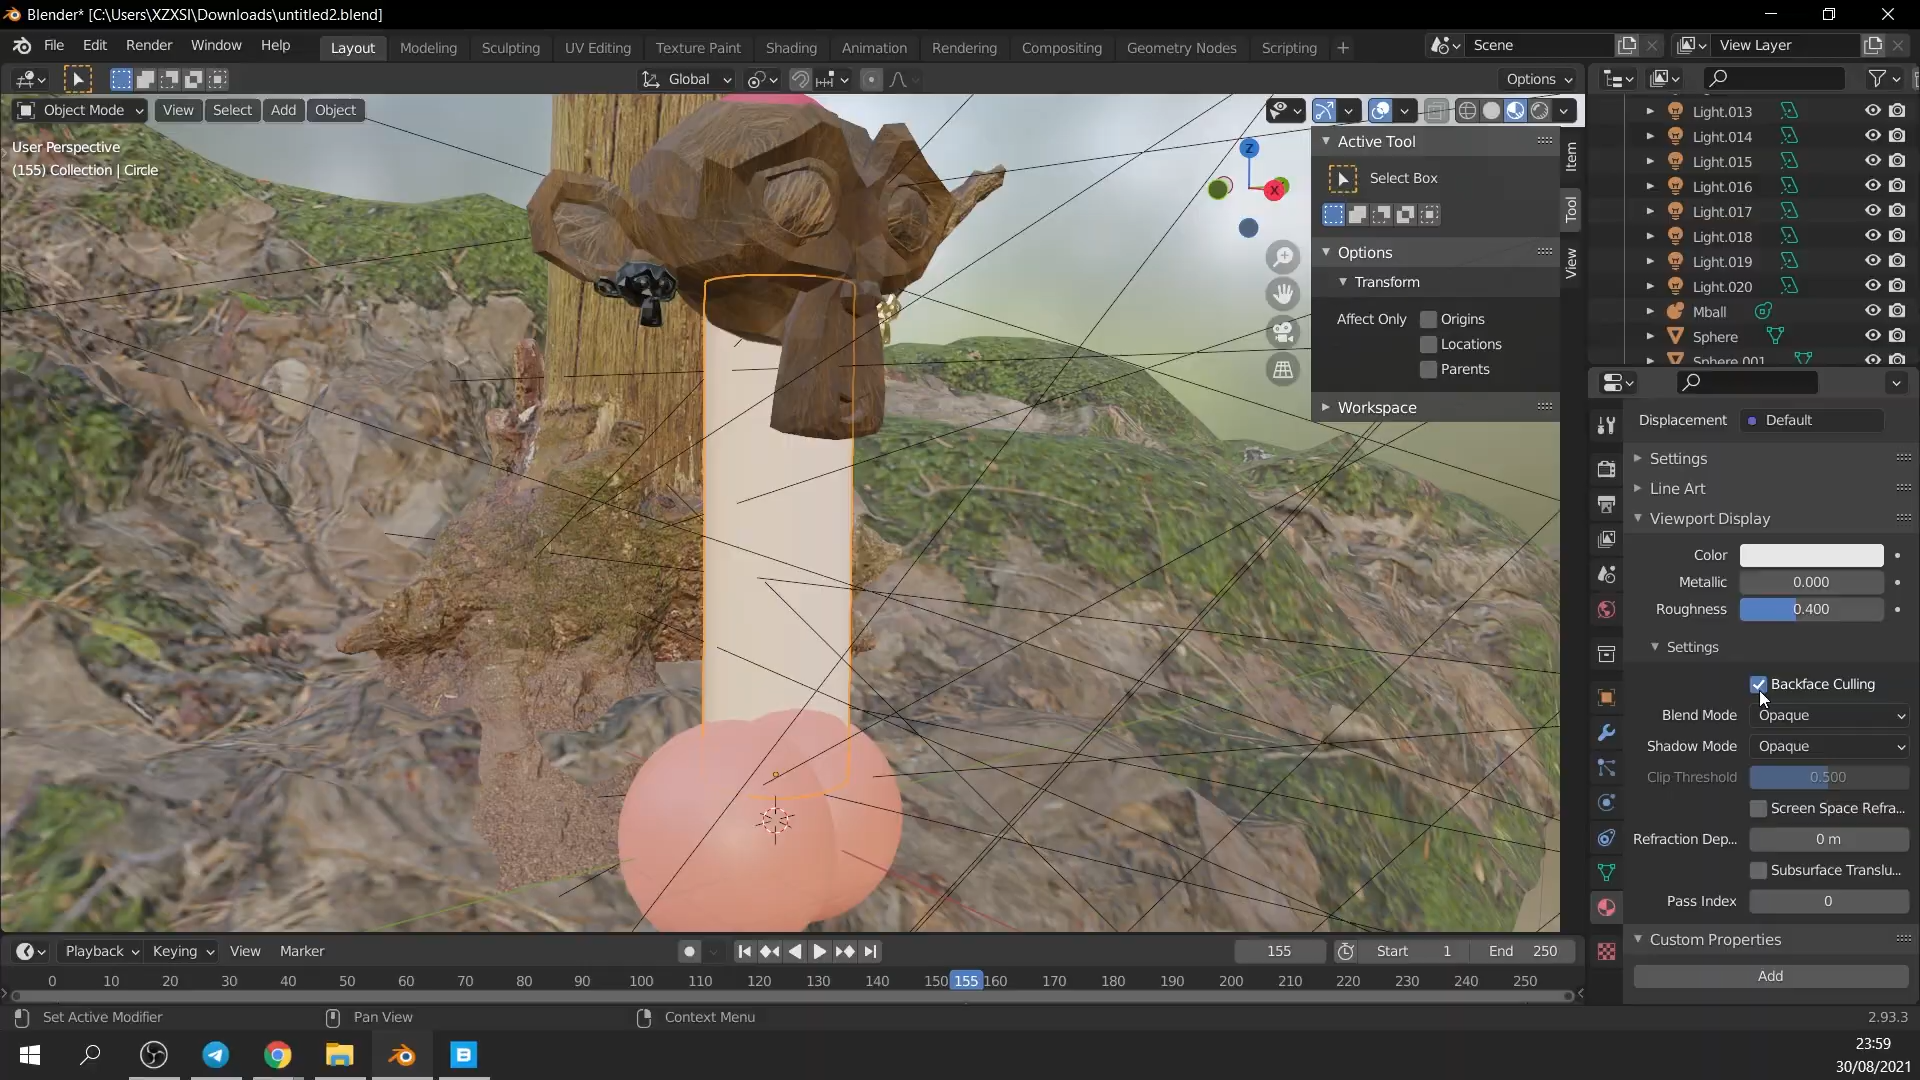 Blender* [C:\Users\XZXSI\Downloads\untitled2.blend]
File Edit Render Window Help
Layout Modeling Sculpting UV Editing Texture Paint Shading Animation Rendering Compositing Geometry Nodes Scripting +
Scene
View Layer
Global
Options
Object Mode View Select Add Object
User Perspective
(155) Collection | Circle
Z
X
Active Tool
Select Box
Options
Transform
Affect Only Origins
Locations
Parents
Workspace
Item
Tool
View
Light.013
Light.014
Light.015
Light.016
Light.017
Light.018
Light.019
Light.020
Mball
Sphere
Sphere.001
Displacement Default
Settings
Line Art
Viewport Display
Color
Metallic 0.000
Roughness 0.400
Settings
Backface Culling
Blend Mode Opaque
Shadow Mode Opaque
Clip Threshold 0.500
Screen Space Refra...
Refraction Dep... 0 m
Subsurface Translu...
Pass Index 0
Custom Properties
Add
Playback Keying View Marker
155 Start 1 End 250
0 10 20 30 40 50 60 70 80 90 100 110 120 130 140 150 155 160 170 180 190 200 210 220 230 240 250
Set Active Modifier Pan View Context Menu 2.93.3
B
23:59
30/08/2021